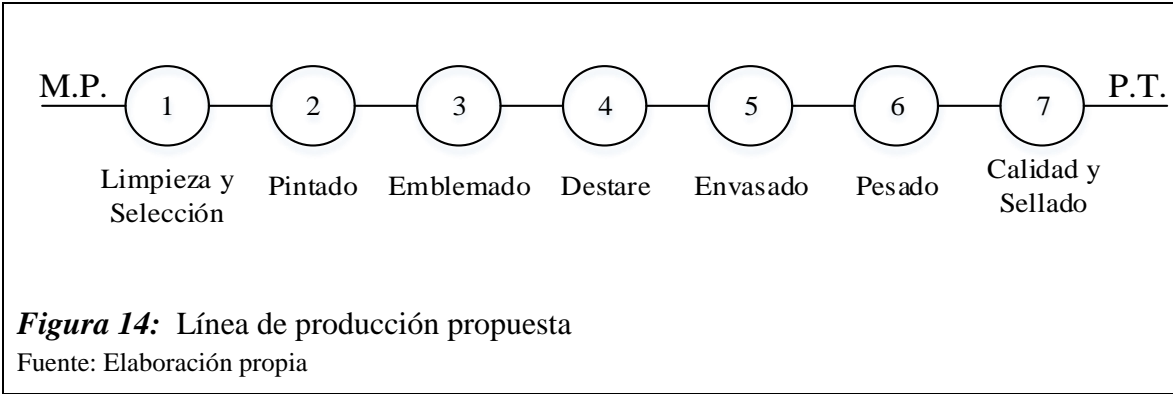 M.P. 1 2 3 4 5 6 7 P.T.
Limpieza y
Selección
Pintado
Emblemado
Destare
Envasado
Pesado
Calidad y
Sellado
Figura 14: Línea de producción propuesta
Fuente: Elaboración propia